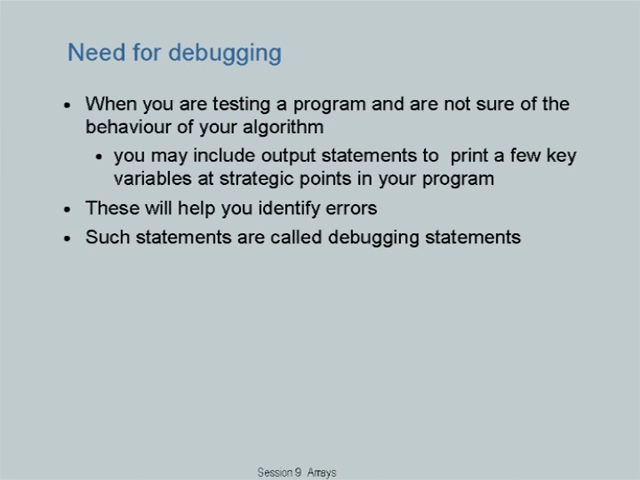 Need for debugging
• When you are testing a program and are not sure of the
behaviour of your algorithm
• you may include output statements to print a few key
variables at strategic points in your program
• These will help you identify errors
• Such statements are called debugging statements
Session 9 Arrays